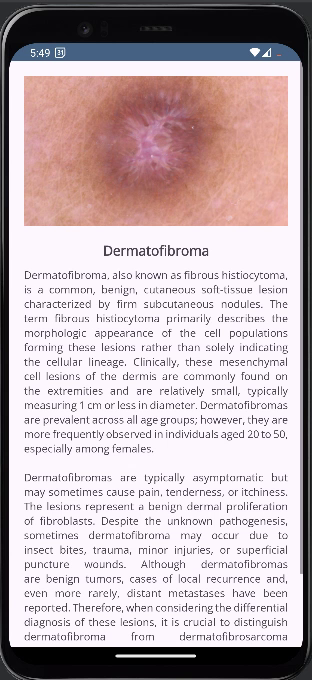 5:49 31
Dermatofibroma
Dermatofibroma, also known as fibrous histiocytoma,
is a common, benign, cutaneous soft-tissue lesion
characterized by firm subcutaneous nodules. The
term fibrous histiocytoma primarily describes the
morphologic appearance of the cell populations
forming these lesions rather than solely indicating
the cellular lineage. Clinically, these mesenchymal
cell lesions of the dermis are commonly found on
the extremities and are relatively small, typically
measuring 1 cm or less in diameter. Dermatofibromas
are prevalent across all age groups; however, they are
more frequently observed in individuals aged 20 to 50,
especially among females.
Dermatofibromas are typically asymptomatic but
may sometimes cause pain, tenderness, or itchiness.
The lesions represent a benign dermal proliferation
of fibroblasts. Despite the unknown pathogenesis,
sometimes dermatofibroma may occur due to
insect bites, trauma, minor injuries, or superficial
puncture wounds. Although dermatofibromas
are benign tumors, cases of local recurrence and,
even more rarely, distant metastases have been
reported. Therefore, when considering the differential
diagnosis of these lesions, it is crucial to distinguish
dermatofibroma from dermatofibrosarcoma